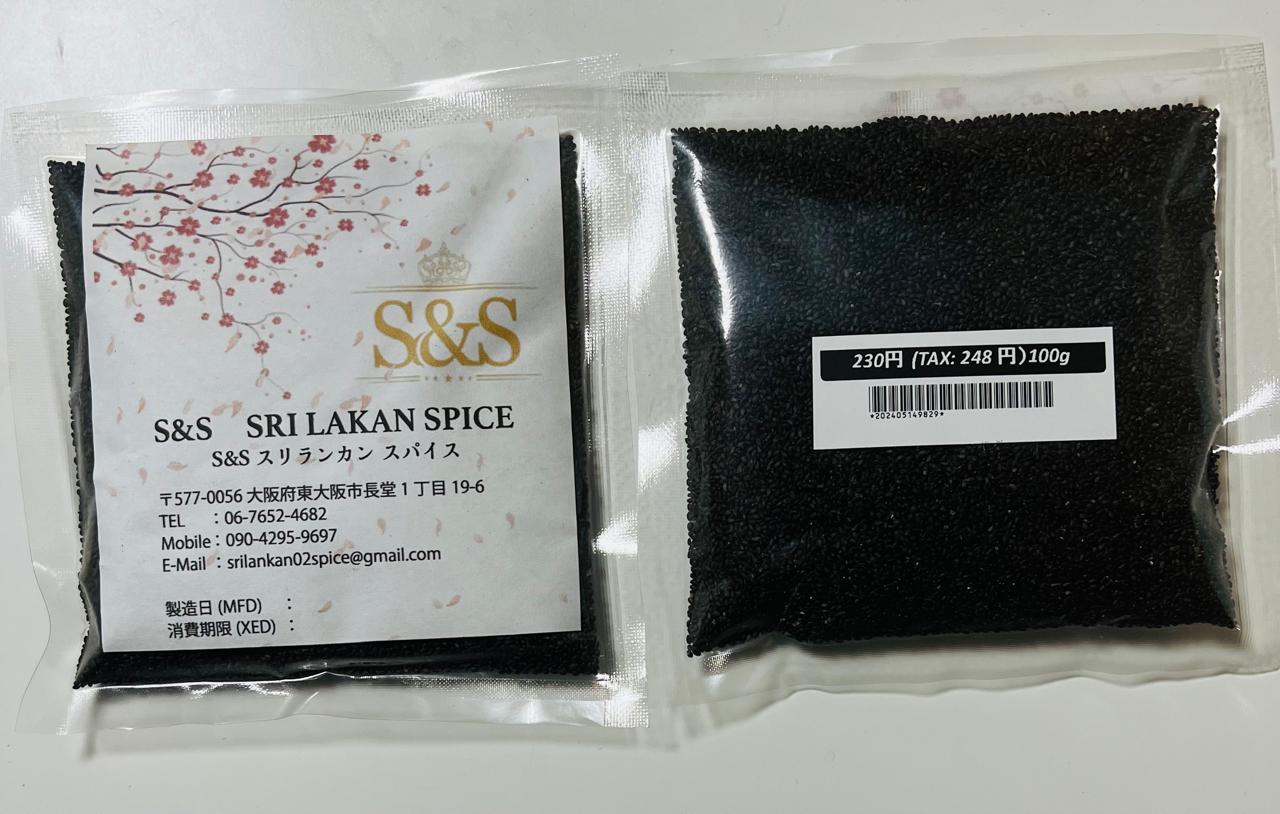 S&S
S&S SRI LAKAN SPICE
S&S スリランカン スパイス
〒577-0056 大阪府東大阪市長堂 1 丁目 19-6
TEL : 06-7652-4682
Mobile : 090-4295-9697
E-Mail : srilankan02spice@gmail.com
製造日 (MFD) :
消費期限 (XED) :
230円 (TAX: 248 円)100g
*202405149829*